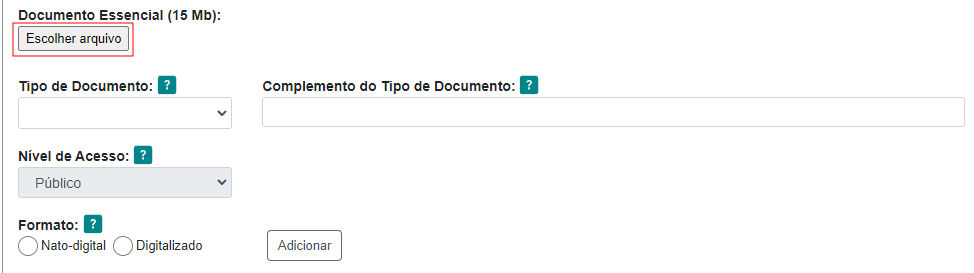 Documento Essencial (15 Mb):
Escolher arquivo
Tipo de Documento: ? Complemento do Tipo de Documento: ?
Nível de Acesso: ?
Público
Formato: ?
Nato-digital Digitalizado Adicionar